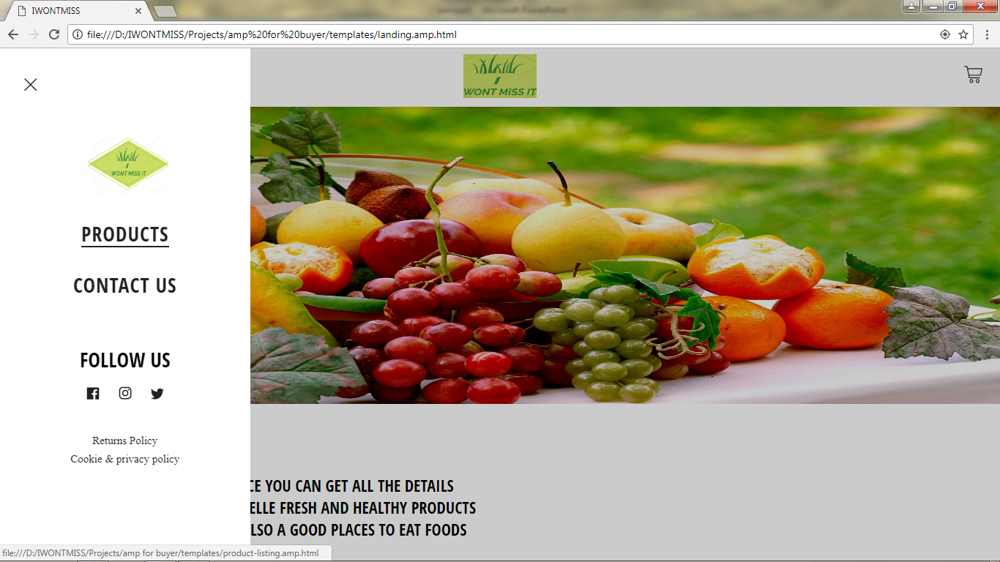 IWONTMISS
file:///D:/IWONTMISS/Projects/amp%20for%20buyer/templates/landing.amp.html
WONT MISS IT
WONT MISS IT
PRODUCTS
CONTACT US
FOLLOW US
Returns Policy
Cookie & privacy policy
CE YOU CAN GET ALL THE DETAILS
ELLE FRESH AND HEALTHY PRODUCTS
LSO A GOOD PLACES TO EAT FOODS
file:///D:/IWONTMISS/Projects/amp for buyer/templates/product-listing.amp.html